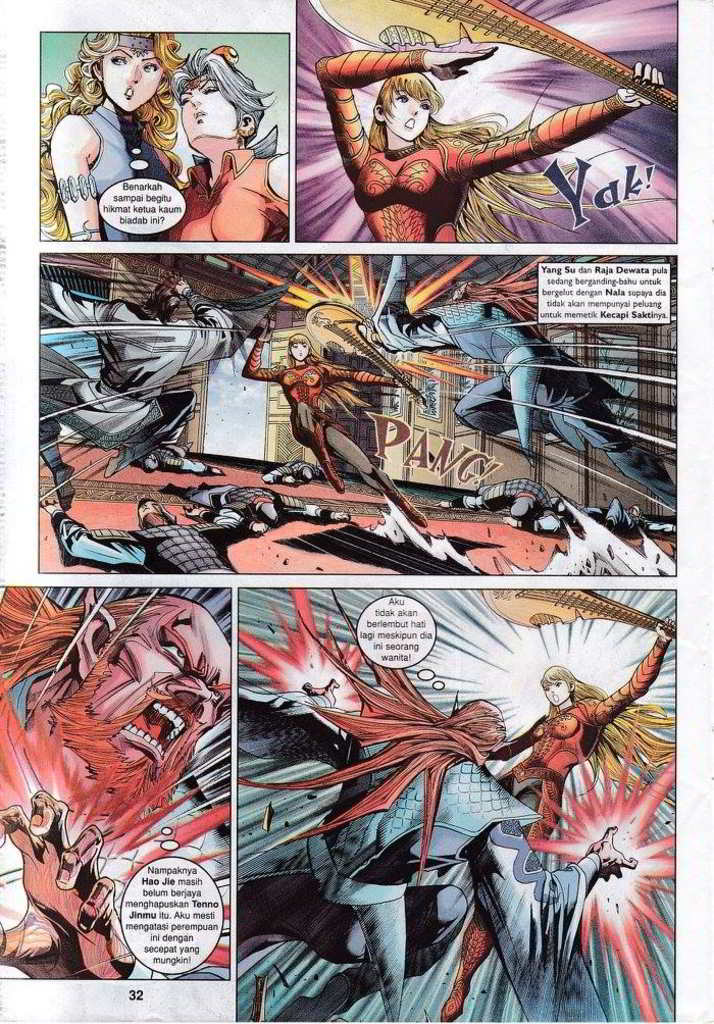 Benarkah
sampai begitu
hikmat ketua kaum
biadab ini?
Yak!
Yang Su dan Raja Dewata pula
sedang berganding-bahu untuk
bergelut dengan Nala supaya dia
tidak akan mempunyai peluang
untuk memetik Kecapi Saktinya.
PANG!
Aku
tidak akan
berlembut hati
lagi meskipun dia
ini seorang
wanita!
Nampaknya
Hao Jie masih
belum berjaya
menghapuskan Tenno
Jinmu itu. Aku mesti
mengatasi perempuan
ini dengan
secepat yang
mungkin!
32